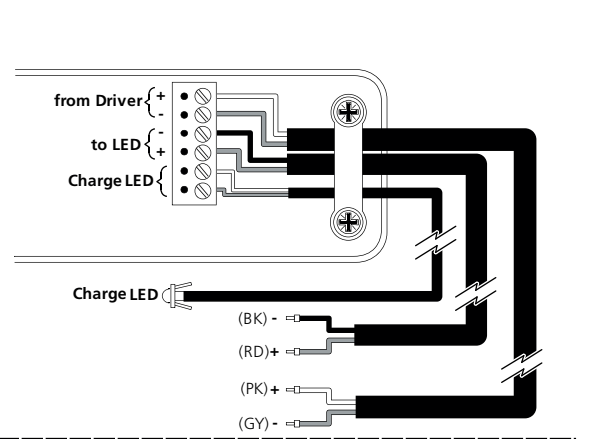 from Driver + -
to LED - +
Charge LED
Charge LED
(BK) -
(RD)+
(PK)+
(GY) -